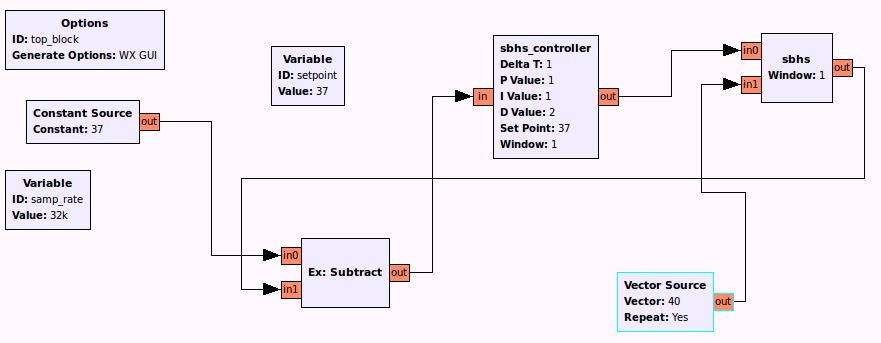 Options
ID: top_block
Generate Options: WX GUI
Variable
ID: setpoint
Value: 37
sbhs_controller
Delta T: 1
P Value: 1
I Value: 1
D Value: 2
Set Point: 37
Window: 1
in
out
sbhs
Window: 1
in0
in1
out
Constant Source
Constant: 37
out
Variable
ID: samp_rate
Value: 32k
Ex: Subtract
in0
in1
out
Vector Source
Vector: 40
Repeat: Yes
out